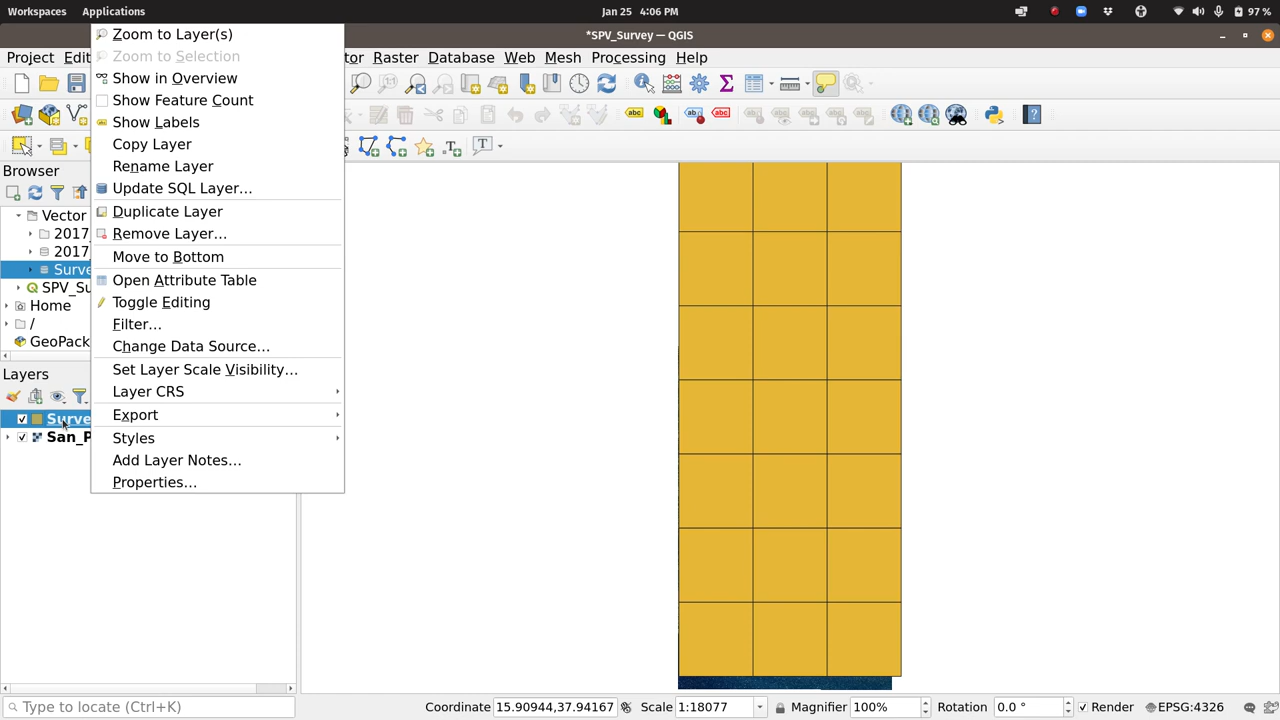 Workspaces Applications Jan 25 4:06 PM 97 %
*SPV_Survey — QGIS
Project Edit Raster Database Web Mesh Processing Help
Zoom to Layer(s)
Zoom to Selection
Show in Overview
Show Feature Count
Show Labels
Copy Layer
Rename Layer
Update SQL Layer…
Duplicate Layer
Remove Layer…
Move to Bottom
Open Attribute Table
Toggle Editing
Filter…
Change Data Source…
Set Layer Scale Visibility…
Layer CRS
Export
Styles
Add Layer Notes…
Properties…
Browser
Vector
2017
2017
Surve
SPV_Su
Home
/
GeoPack
Layers
Surve
San_P
Type to locate (Ctrl+K) Coordinate 15.90944,37.94167 Scale 1:18077 Magnifier 100% Rotation 0.0 ° Render EPSG:4326